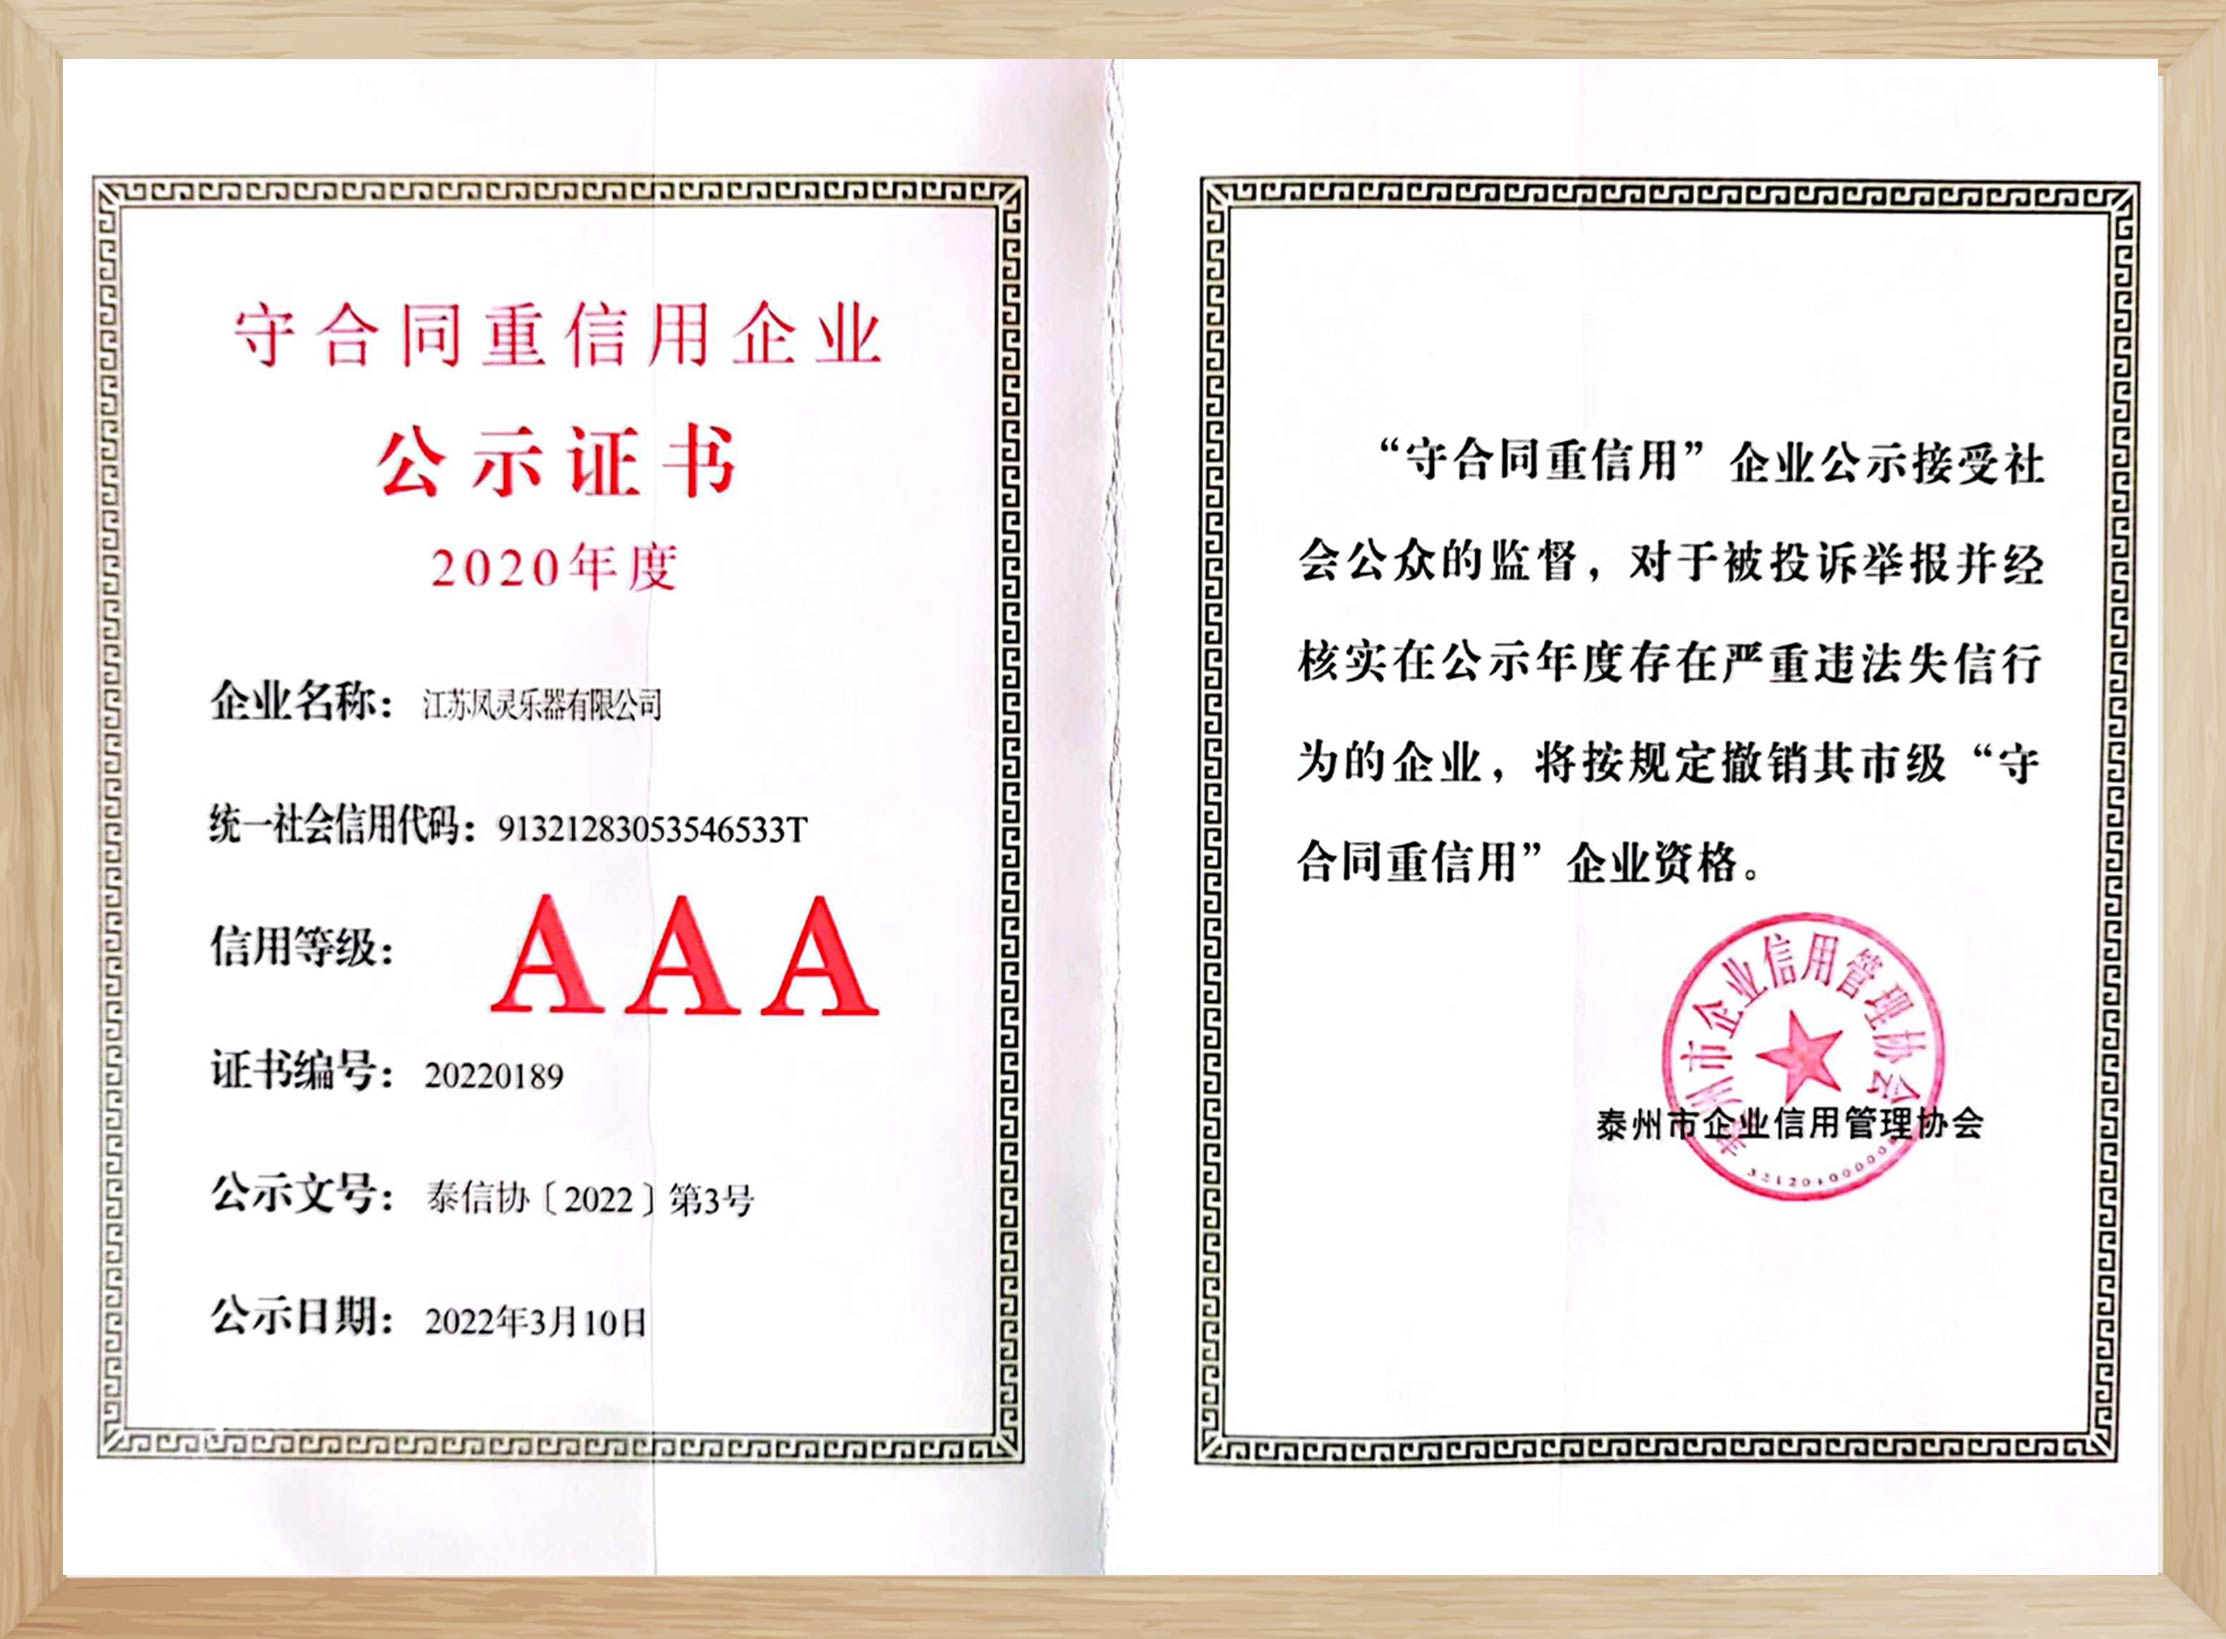 守合同重信用企业
公示证书
2020年度
企业名称：江苏凤灵乐器有限公司
统一社会信用代码：91321283053546533T
信用等级：AAA
证书编号：20220189
公示文号：泰信协〔2022〕第3号
公示日期：2022年3月10日
“守合同重信用”企业公示接受社
会公众的监督，对于被投诉举报并经
核实在公示年度存在严重违法失信行
为的企业，将按规定撤销其市级“守
合同重信用”企业资格。
泰州市企业信用管理协会
泰州市企业信用管理协会